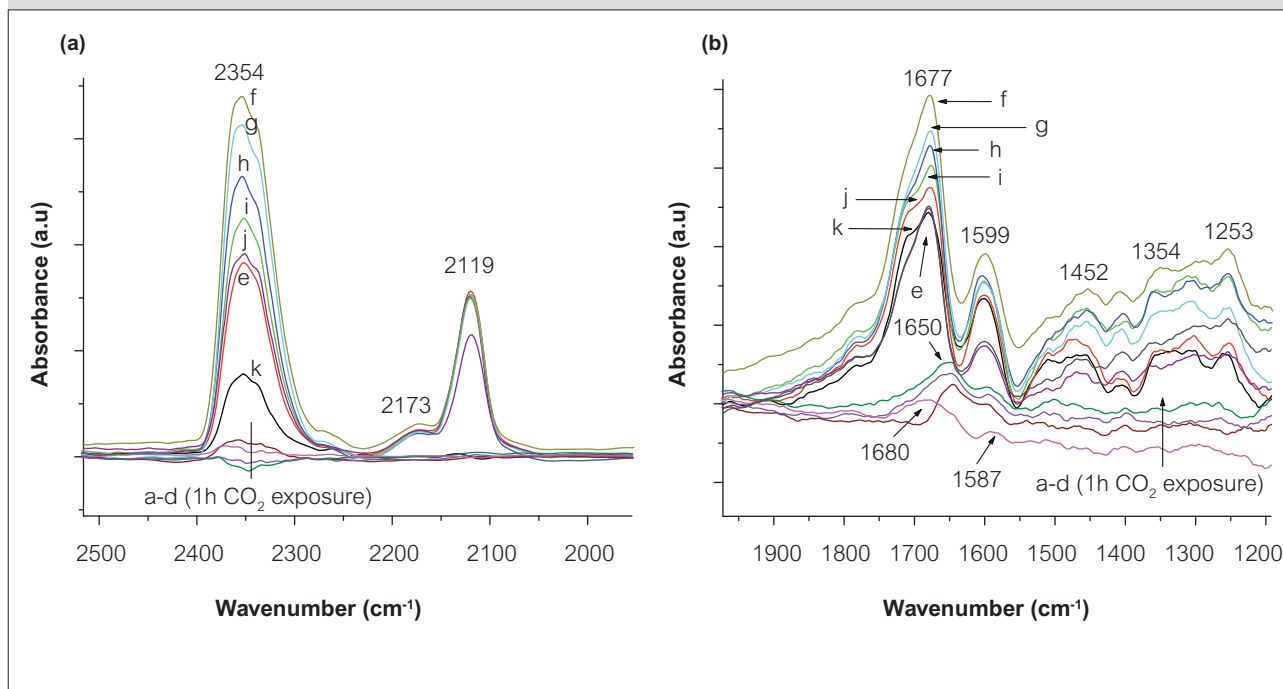 (a)
2354
f
g
h
i
j
e
k
2173
2119
a-d (1h CO₂ exposure)
Absorbance (a.u)
2500 2400 2300 2200 2100 2000
Wavenumber (cm⁻¹)
(b)
1677
f
g
h
i
j
k
e
1599
1650
1452
1354
1253
1680
1587
a-d (1h CO₂ exposure)
Absorbance (a.u)
1900 1800 1700 1600 1500 1400 1300 1200
Wavenumber (cm⁻¹)